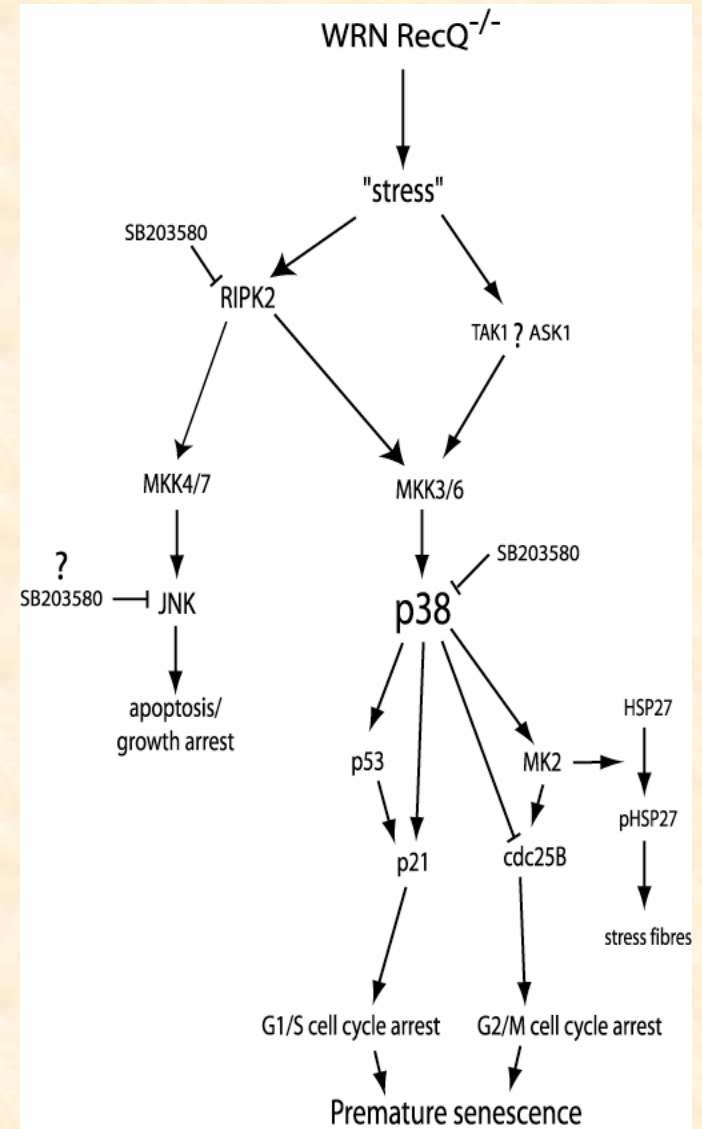 WRN RecQ-/-
"stress"
SB203580
RIPK2
TAK1 ? ASK1
MKK4/7
MKK3/6
SB203580
?
SB203580
JNK
p38
apoptosis/
growth arrest
HSP27
p53
MK2
pHSP27
p21
cdc25B
stress fibres
G1/S cell cycle arrest
G2/M cell cycle arrest
Premature senescence